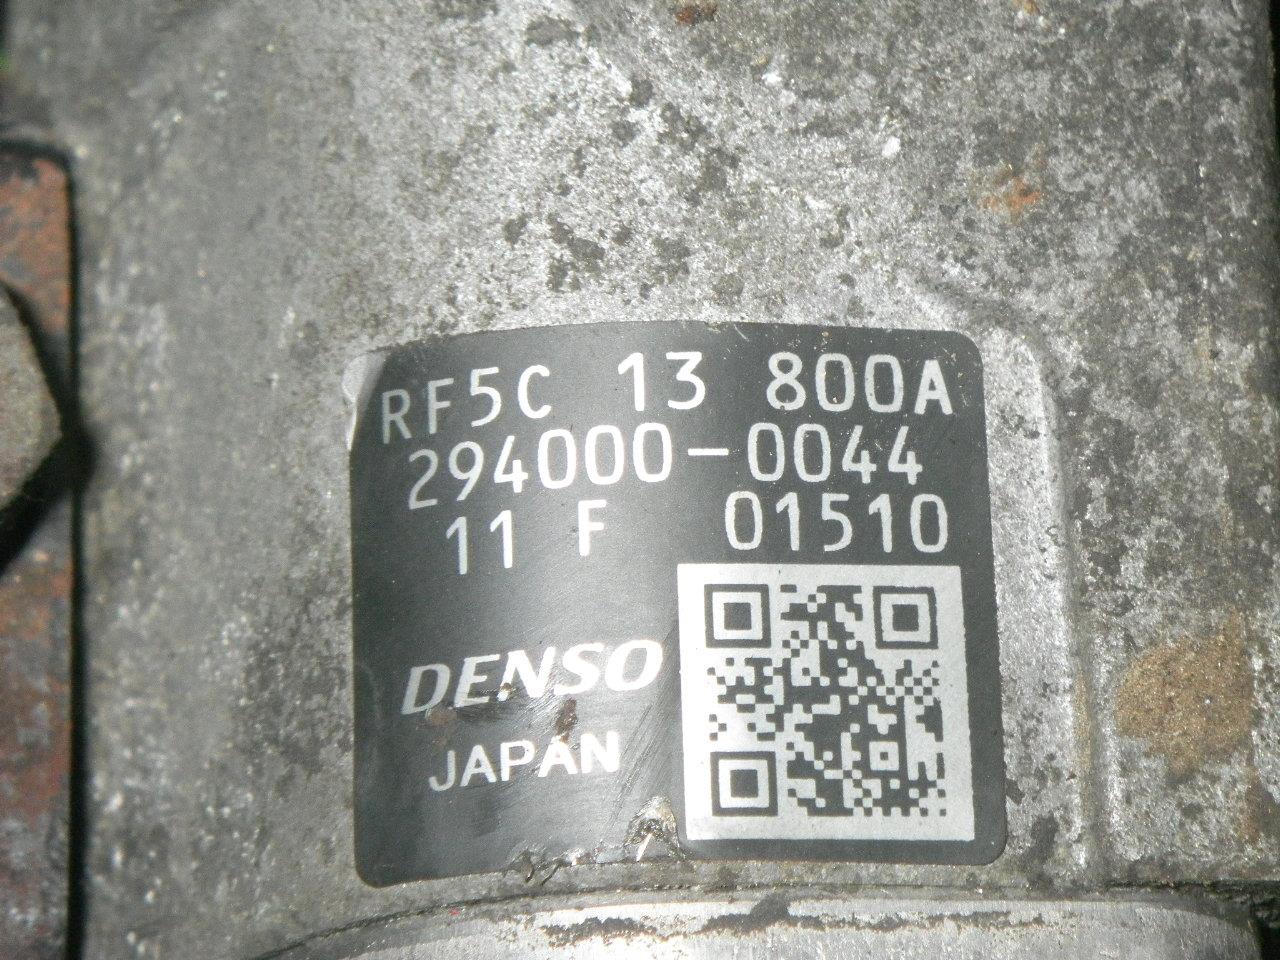 RF5C 13 800A
294000-0044
11 F 01510
DENSO
JAPAN